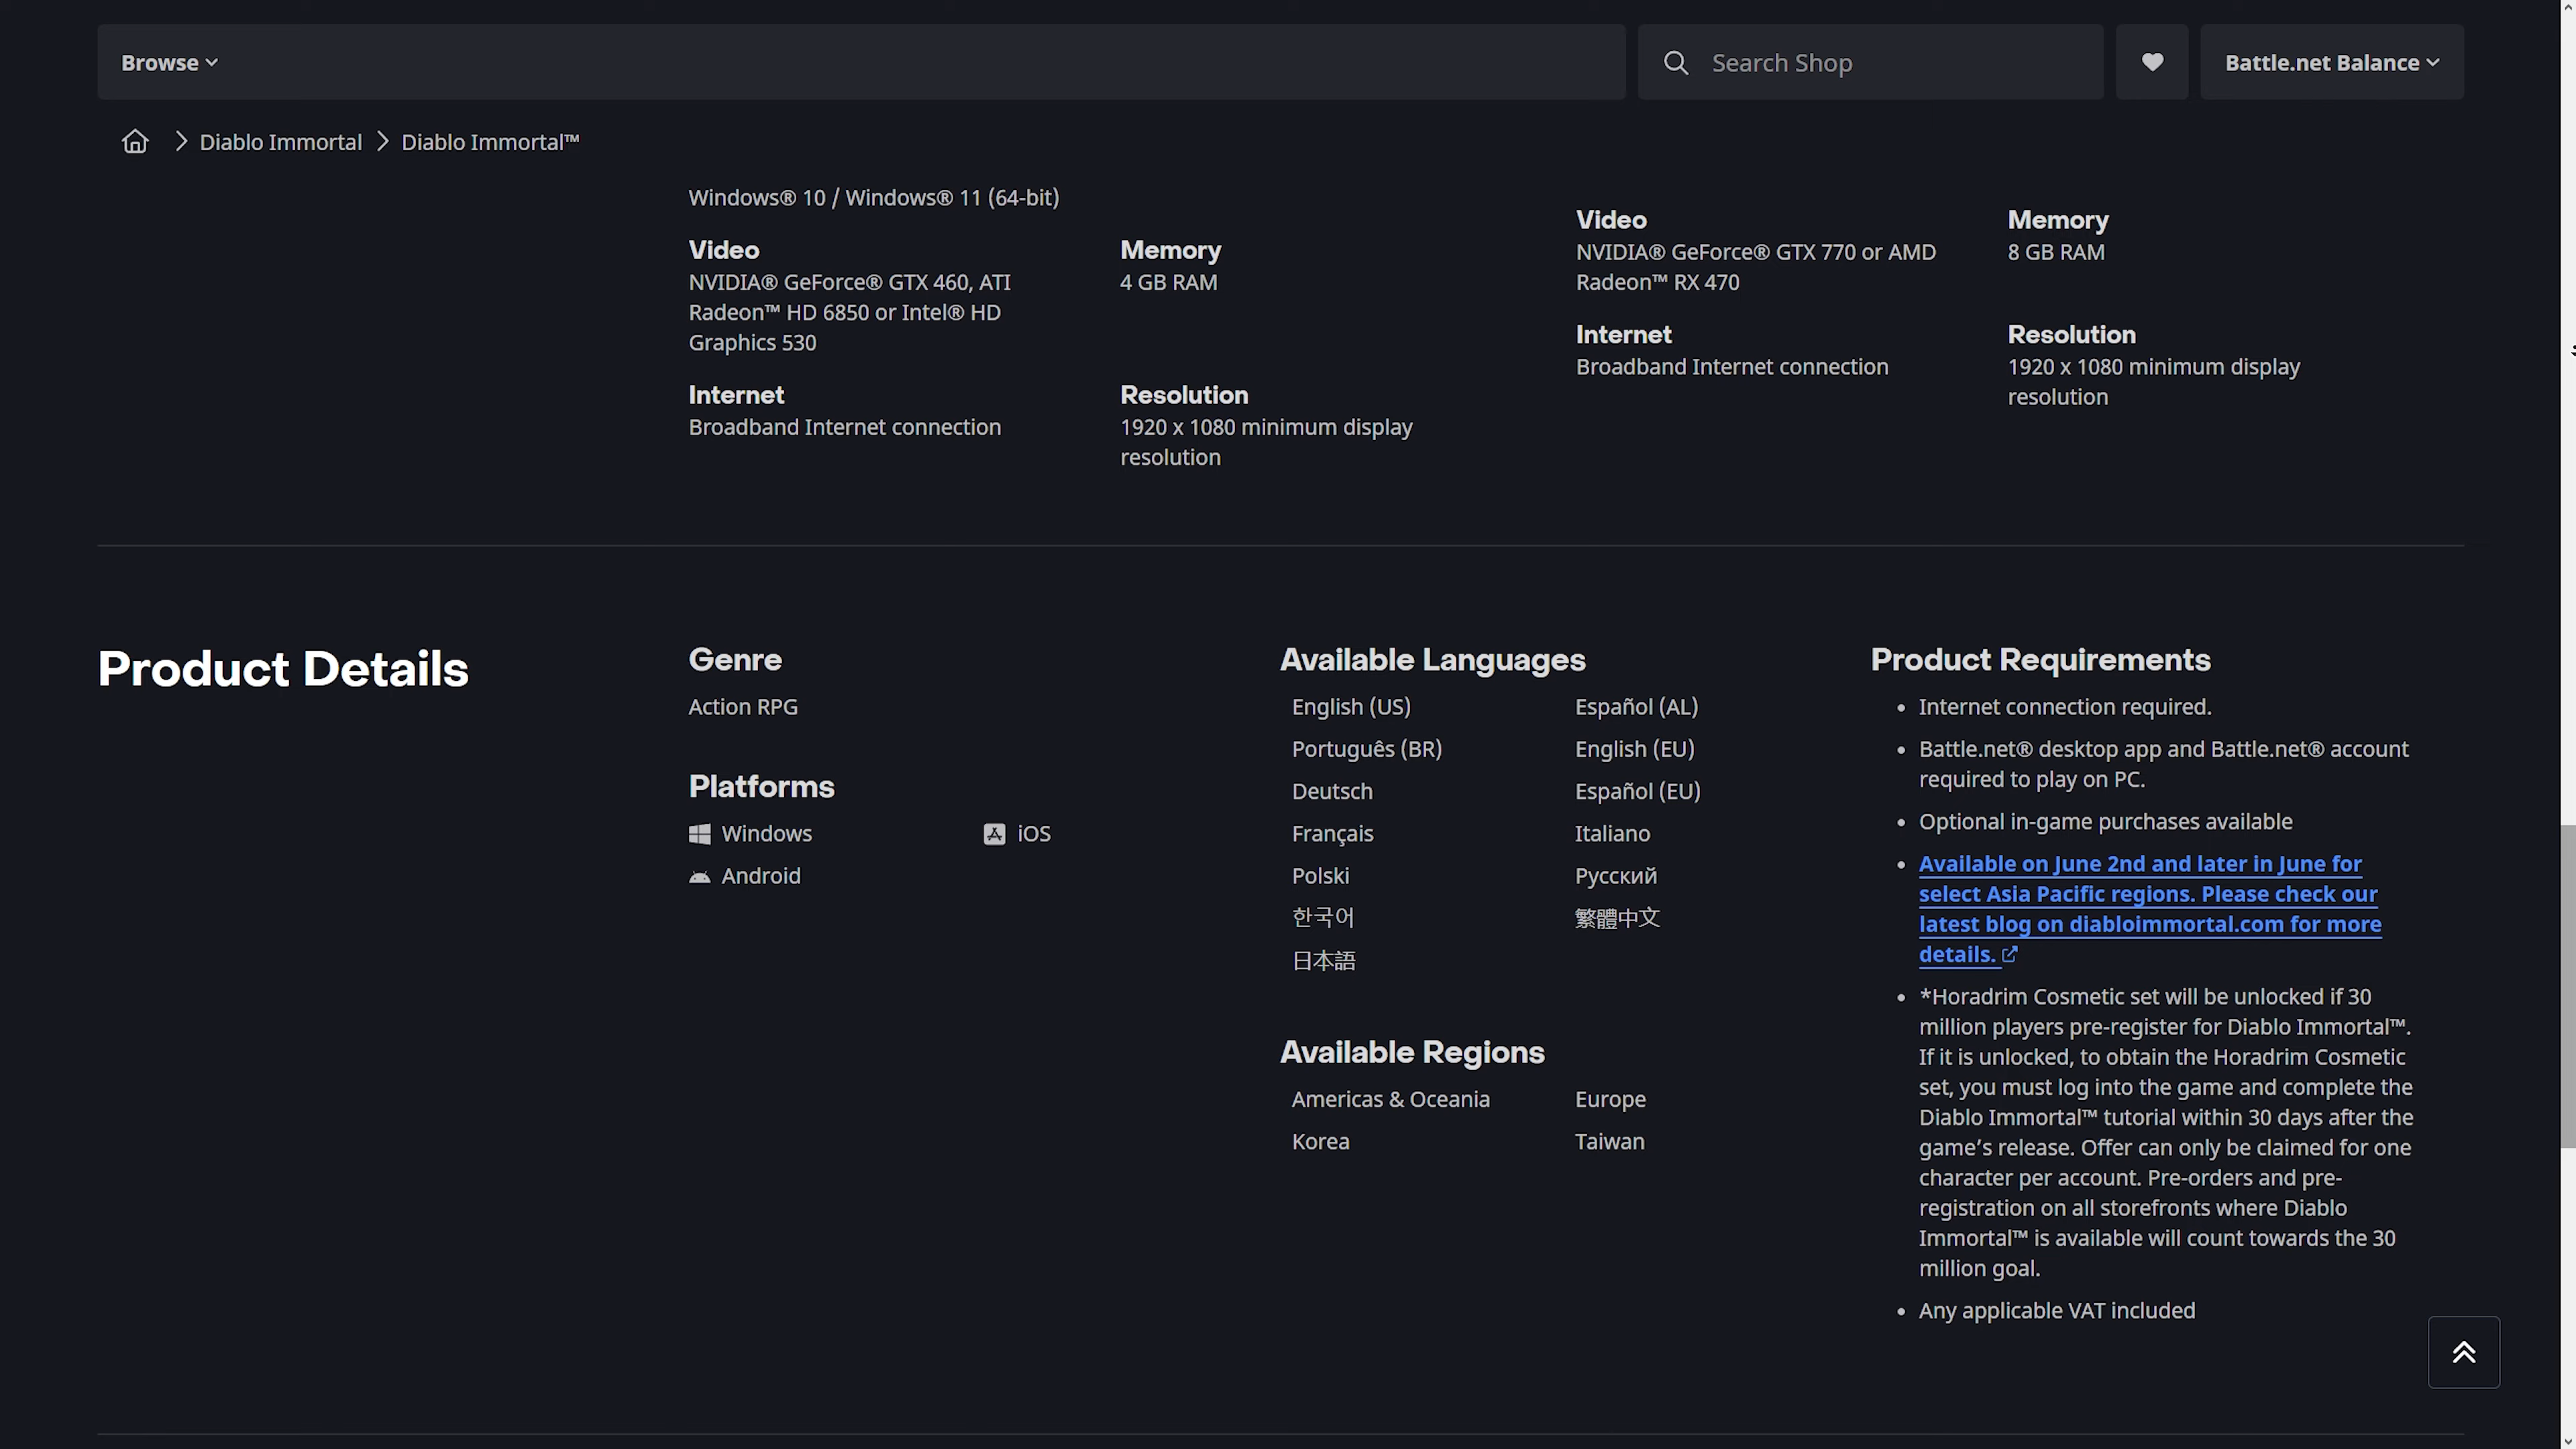 Browse
Search Shop
Battle.net Balance
Diablo Immortal
Diablo Immortal™
Windows® 10 / Windows® 11 (64-bit)
Video
NVIDIA® GeForce® GTX 460, ATI
Radeon™ HD 6850 or Intel® HD
Graphics 530
Memory
4 GB RAM
Internet
Broadband Internet connection
Resolution
1920 x 1080 minimum display
resolution
Video
NVIDIA® GeForce® GTX 770 or AMD
Radeon™ RX 470
Memory
8 GB RAM
Internet
Broadband Internet connection
Resolution
1920 x 1080 minimum display
resolution
Product Details
Genre
Action RPG
Platforms
Windows
iOS
Android
Available Languages
English (US)
Español (AL)
Português (BR)
English (EU)
Deutsch
Español (EU)
Français
Italiano
Polski
Русский
한국어
繁體中文
日本語
Available Regions
Americas & Oceania
Europe
Korea
Taiwan
Product Requirements
Internet connection required.
Battle.net® desktop app and Battle.net® account
required to play on PC.
Optional in-game purchases available
Available on June 2nd and later in June for
select Asia Pacific regions. Please check our
latest blog on diabloimmortal.com for more
details.
*Horadrim Cosmetic set will be unlocked if 30
million players pre-register for Diablo Immortal™.
If it is unlocked, to obtain the Horadrim Cosmetic
set, you must log into the game and complete the
Diablo Immortal™ tutorial within 30 days after the
game's release. Offer can only be claimed for one
character per account. Pre-orders and pre-
registration on all storefronts where Diablo
Immortal™ is available will count towards the 30
million goal.
Any applicable VAT included